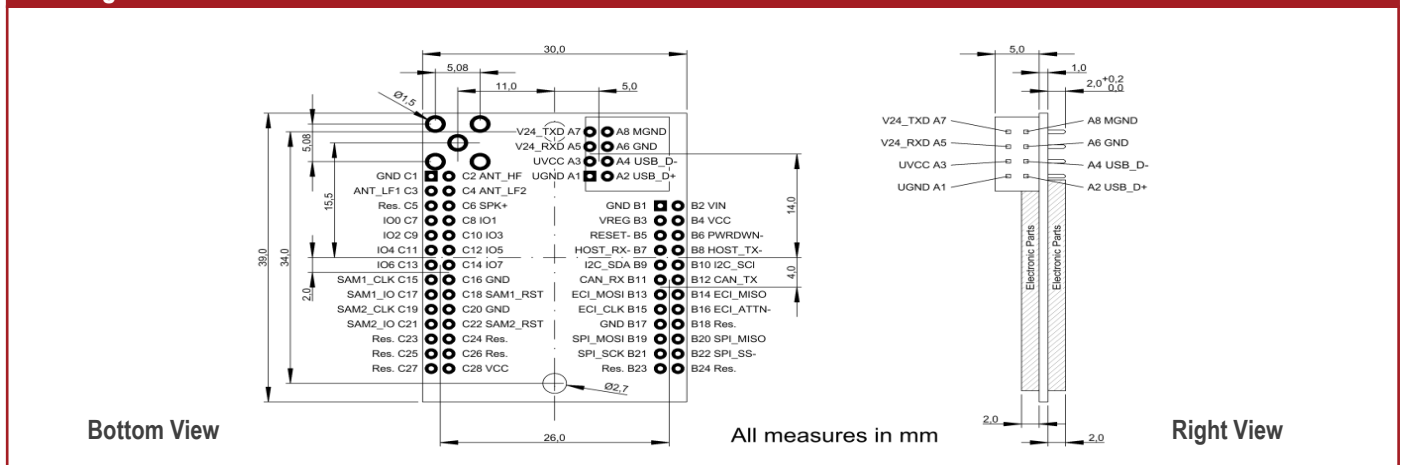 30,0
5,08
11,0
5,0
Ø1,5
5,08
15,5
39,0
34,0
2,0
14,0
4,0
V24_TXD A7 A8 MGND
V24_RXD A5 A6 GND
UVCC A3 A4 USB_D-
UGND A1 A2 USB_D+
GND C1 C2 ANT_HF
ANT_LF1 C3 C4 ANT_LF2
Res. C5 C6 SPK+
IO0 C7 C8 IO1
IO2 C9 C10 IO3
IO4 C11 C12 IO5
IO6 C13 C14 IO7
SAM1_CLK C15 C16 GND
SAM1_IO C17 C18 SAM1_RST
SAM2_CLK C19 C20 GND
SAM2_IO C21 C22 SAM2_RST
Res. C23 C24 Res.
Res. C25 C26 Res.
Res. C27 C28 VCC
GND B1 B2 VIN
VREG B3 B4 VCC
RESET- B5 B6 PWRDWN-
HOST_RX- B7 B8 HOST_TX-
I2C_SDA B9 B10 I2C_SCI
CAN_RX B11 B12 CAN_TX
ECI_MOSI B13 B14 ECI_MISO
ECI_CLK B15 B16 ECI_ATTN-
GND B17 B18 Res.
SPI_MOSI B19 B20 SPI_MISO
SPI_SCK B21 B22 SPI_SS-
Res. B23 B24 Res.
Ø2,7
26,0
Bottom View
All measures in mm
5,0
1,0
2,0+0,2
0,0
V24_TXD A7 A8 MGND
V24_RXD A5 A6 GND
UVCC A3 A4 USB_D-
UGND A1 A2 USB_D+
Electronic Parts
Electronic Parts
2,0
2,0
Right View